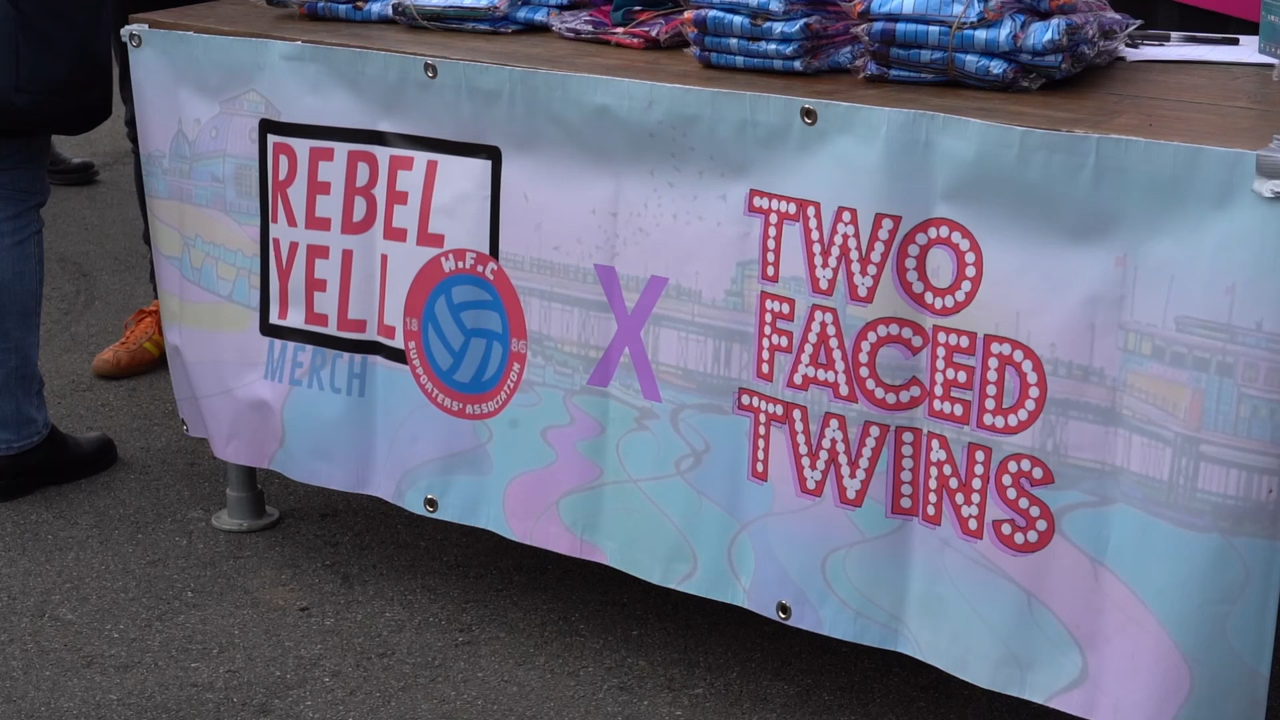 REBEL
YELL
MERCH
W.F.C
18 86
SUPPORTERS' ASSOCIATION
X
TWO
FACED
TWINS